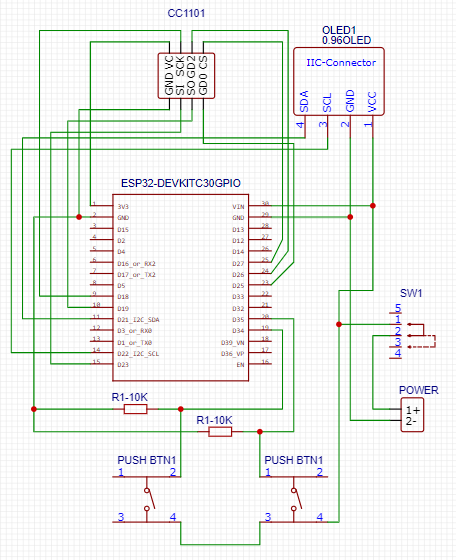 CC1101
GND VC
SI SCK
SO GD2
GD0 CS
OLED1
0.96OLED
IIC-Connector
SDA
SCL
GND
VCC
4
3
2
1
ESP32-DEVKITC30GPIO
1 3V3 VIN 30
2 GND GND 29
3 D15 D13 28
4 D2 D12 27
5 D4 D14 26
6 D16_or_RX2 D27 25
7 D17_or_TX2 D26 24
8 D5 D25 23
9 D18 D33 22
10 D19 D32 21
11 D21_I2C_SDA D35 20
12 D3_or_RX0 D34 19
13 D1_or_TX0 D39_VN 18
14 D22_I2C_SCL D36_VP 17
15 D23 EN 16
SW1
5
1
2
3
4
POWER
1+
2-
R1-10K
R1-10K
PUSH BTN1
1 2
3 4
PUSH BTN1
1 2
3 4